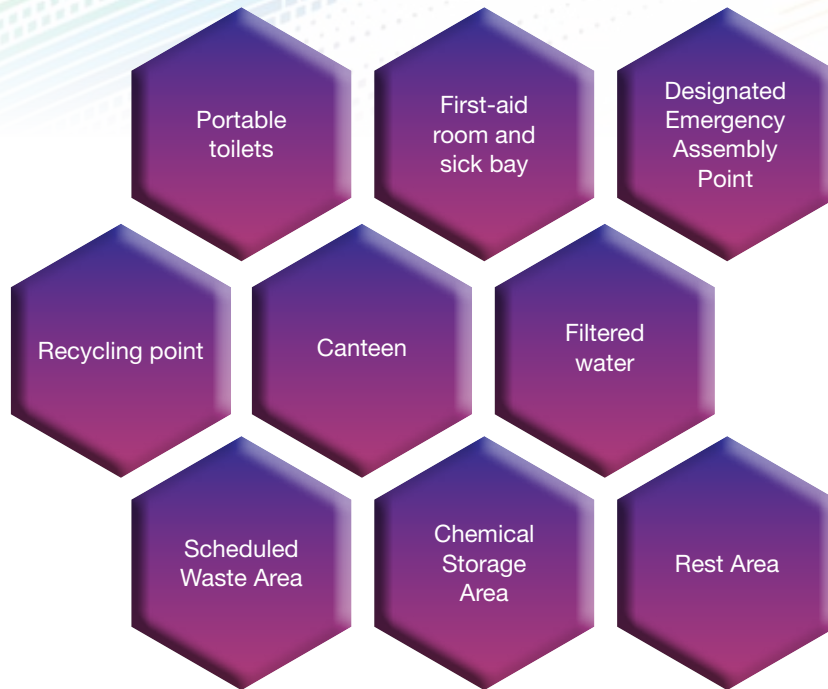 Portable
toilets
First-aid
room and
sick bay
Designated
Emergency
Assembly
Point
Recycling point
Canteen
Filtered
water
Scheduled
Waste Area
Chemical
Storage
Area
Rest Area